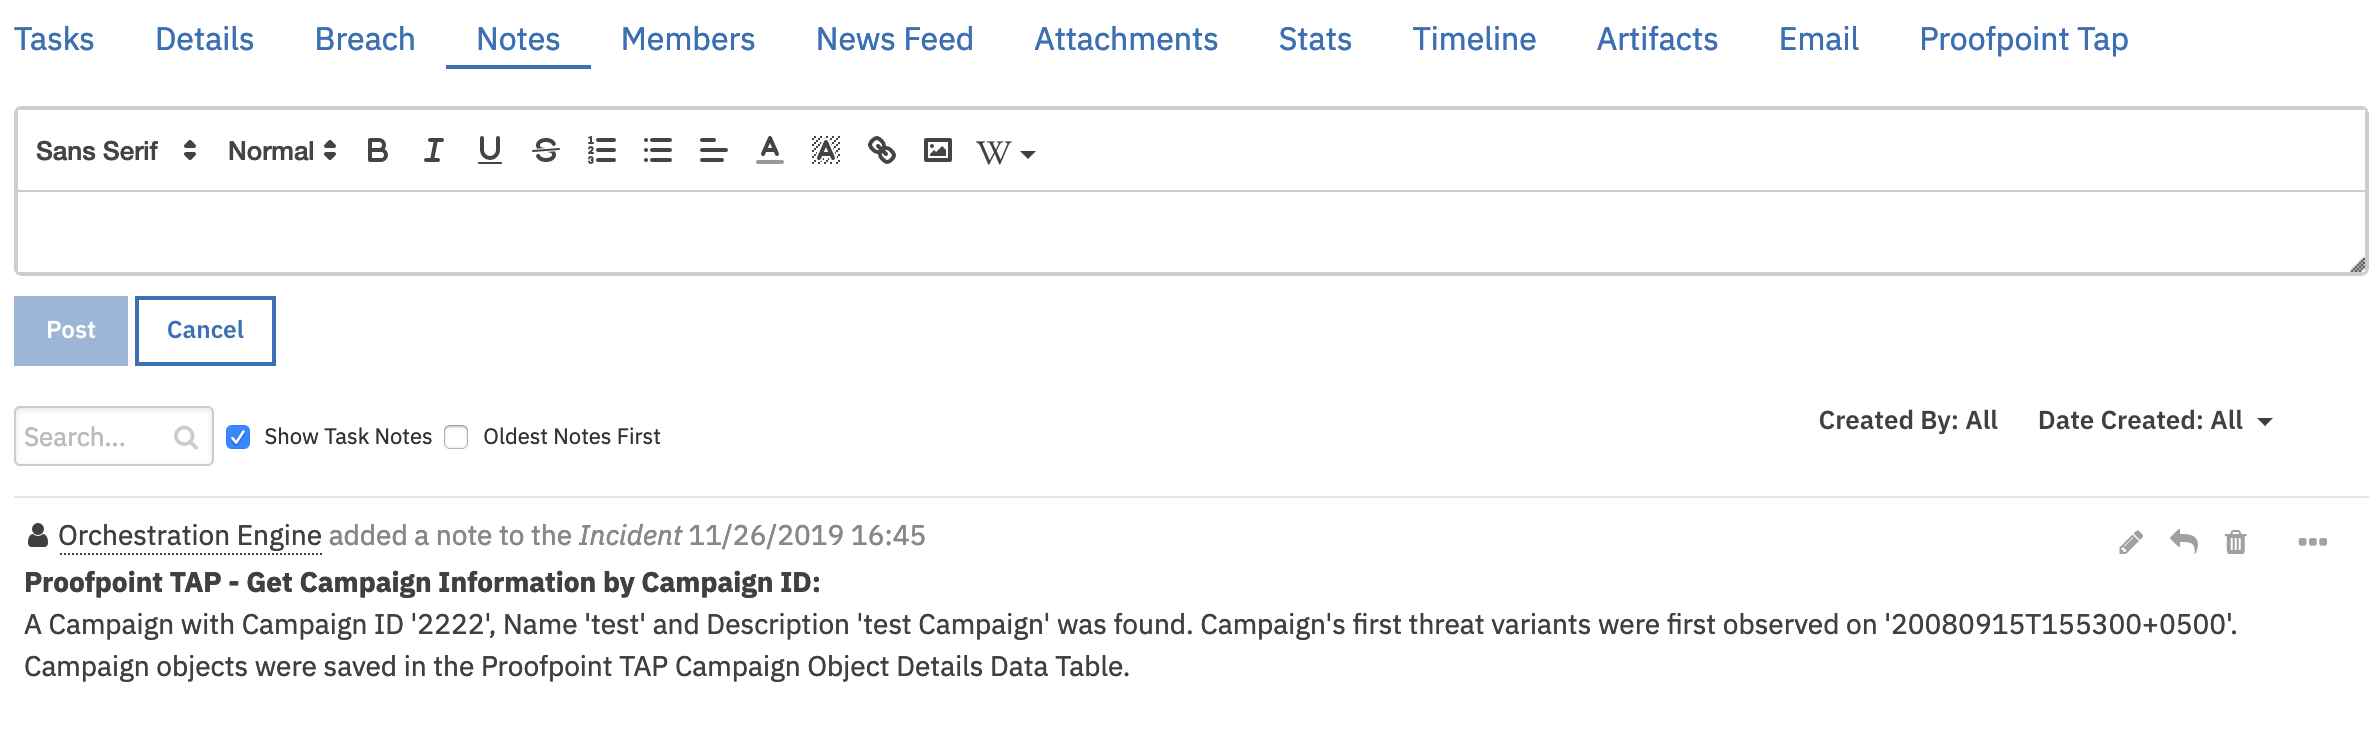 Tasks Details Breach Notes Members News Feed Attachments Stats Timeline Artifacts Email Proofpoint Tap
Sans Serif Normal B I U S A A W
Post Cancel
Search... Show Task Notes Oldest Notes First Created By: All Date Created: All
Orchestration Engine added a note to the Incident 11/26/2019 16:45
Proofpoint TAP - Get Campaign Information by Campaign ID:
A Campaign with Campaign ID '2222', Name 'test' and Description 'test Campaign' was found. Campaign's first threat variants were first observed on '20080915T155300+0500'.
Campaign objects were saved in the Proofpoint TAP Campaign Object Details Data Table.